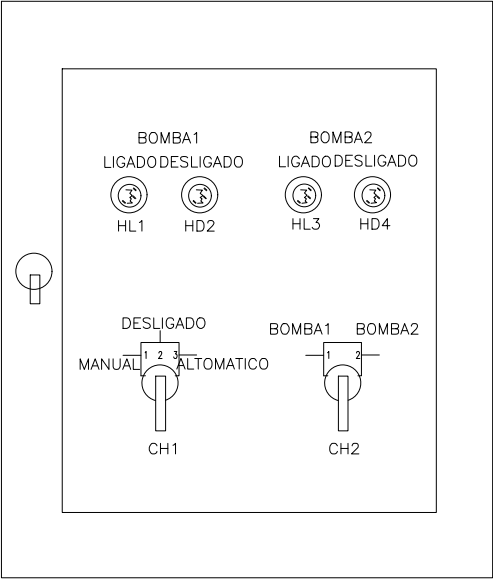 BOMBA1 BOMBA2
LIGADO DESLIGADO LIGADO DESLIGADO
HL1 HD2 HL3 HD4
DESLIGADO
BOMBA1 BOMBA2
1 2 3 1 2
MANUAL ALTOMATICO
CH1 CH2